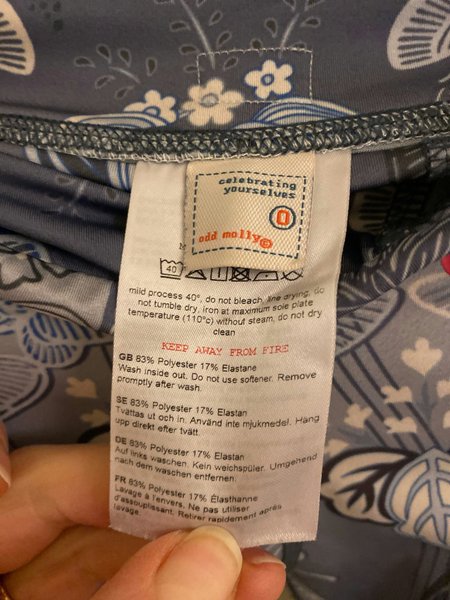 celebrating
yourselves
odd molly®
M
40
mild process 40°, do not bleach, line drying, do
not tumble dry, iron at maximum sole plate
temperature (110°c) without steam, do not dry
clean
KEEP AWAY FROM FIRE
GB 83% Polyester 17% Elastane
Wash inside out. Do not use softener. Remove
promptly after wash.
SE 83% Polyester 17% Elastan
Tvättas ut och in. Använd inte mjukmedel. Häng
upp direkt efter tvätt.
DE 83% Polyester 17% Elastan
Auf links waschen. Kein weichspüler. Umgehend
nach dem waschen entfernen.
FR 83% Polyester 17% Élasthanne
Lavage à l'envers. Ne pas utiliser
d'assouplissant. Retirer rapidement après
lavage.